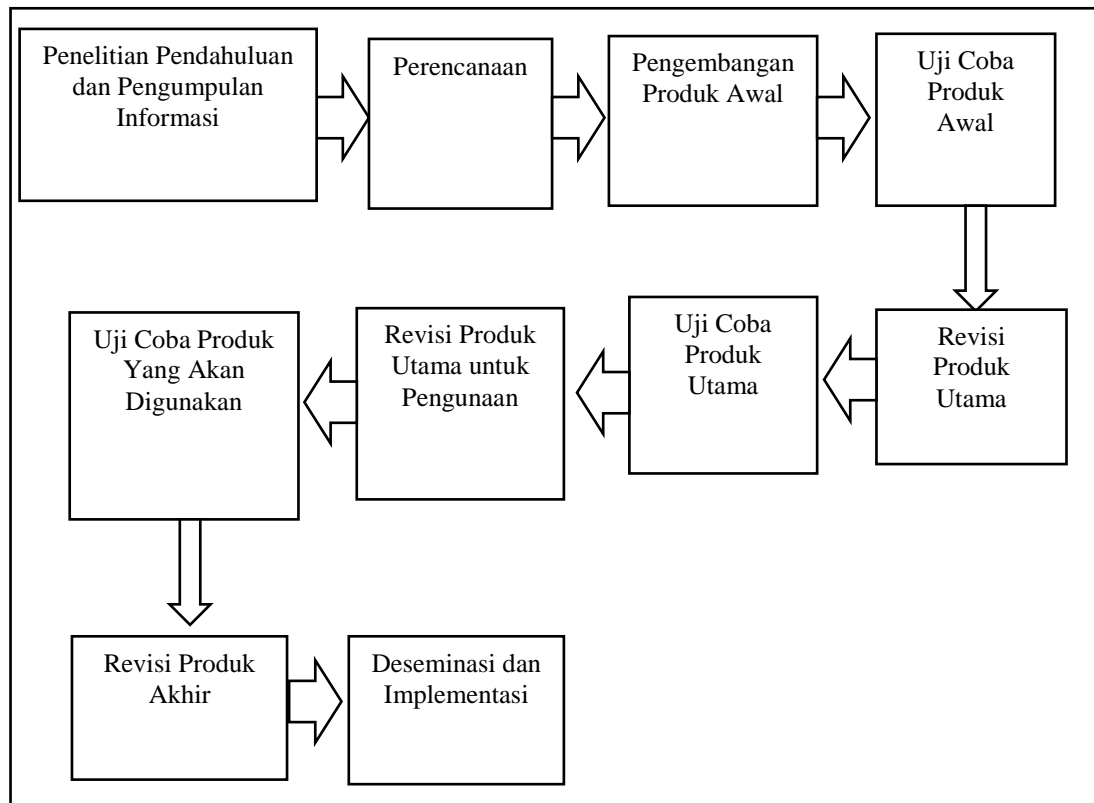 Penelitian Pendahuluan
dan Pengumpulan
Informasi
Perencanaan
Pengembangan
Produk Awal
Uji Coba
Produk
Awal
Revisi
Produk
Utama
Uji Coba
Produk
Utama
Revisi Produk
Utama untuk
Pengunaan
Uji Coba Produk
Yang Akan
Digunakan
Revisi Produk
Akhir
Deseminasi dan
Implementasi